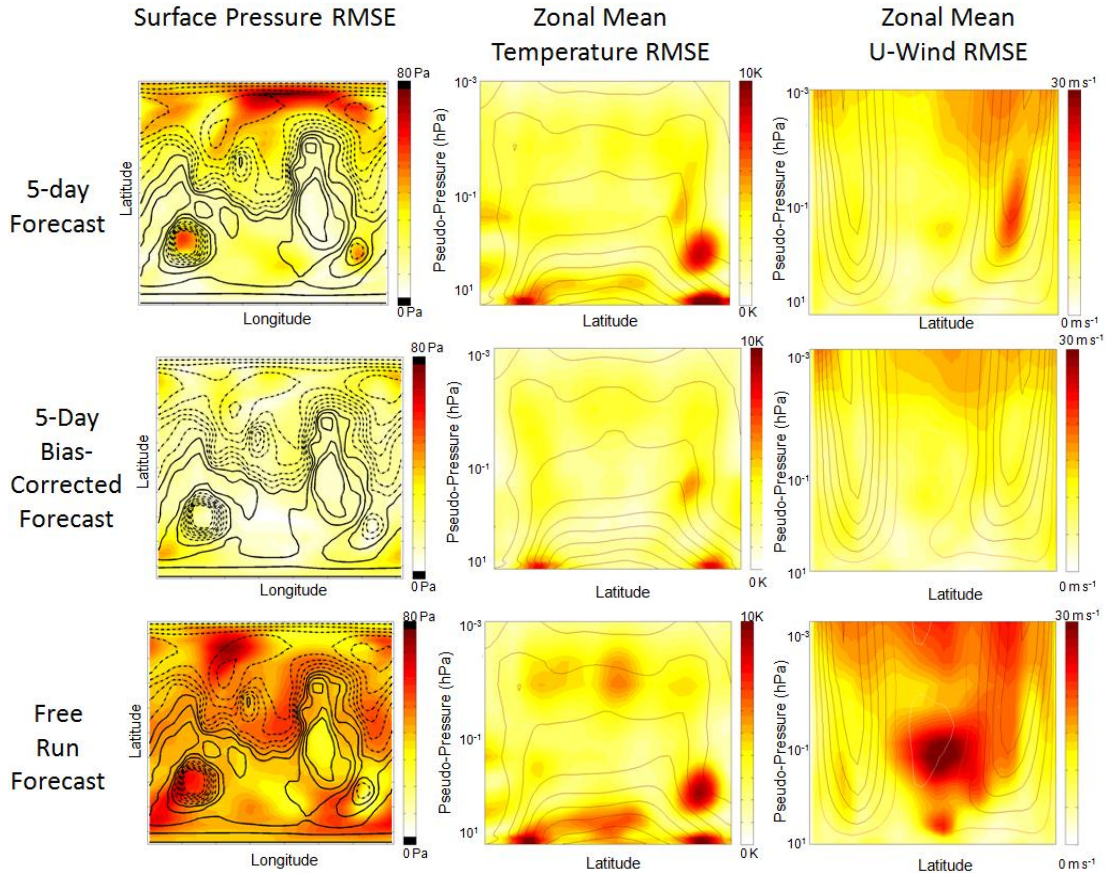 Surface Pressure RMSE
Zonal Mean
Temperature RMSE
Zonal Mean
U-Wind RMSE
5-day
Forecast
Latitude
80 Pa
0 Pa
Longitude
Pseudo-Pressure (hPa)
10-3
10-1
101
10K
0 K
Latitude
Pseudo-Pressure (hPa)
10-3
10-1
101
30 m s-1
0 m s-1
Latitude
5-Day
Bias-
Corrected
Forecast
Latitude
80 Pa
0 Pa
Longitude
Pseudo-Pressure (hPa)
10-3
10-1
101
10K
0 K
Latitude
Pseudo-Pressure (hPa)
10-3
10-1
101
30 m s-1
0 m s-1
Latitude
Free
Run
Forecast
Latitude
80 Pa
0 Pa
Longitude
Pseudo-Pressure (hPa)
10-3
10-1
101
10K
0 K
Latitude
Pseudo-Pressure (hPa)
10-3
10-1
101
30 m s-1
0 m s-1
Latitude